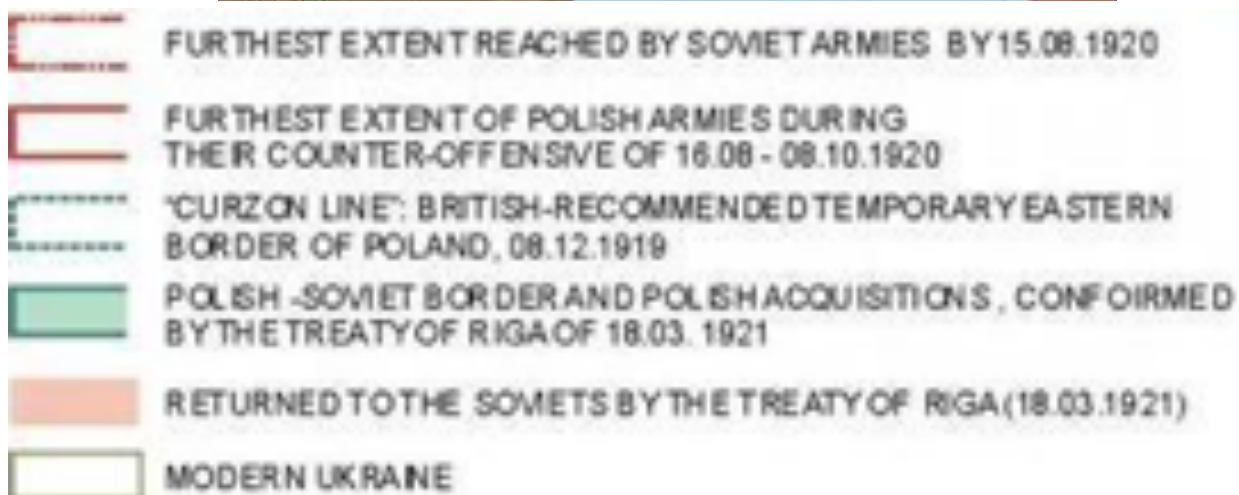 FURTHEST EXTENT REACHED BY SOVIET ARMIES BY 15.08.1920
FURTHEST EXTENT OF POLISH ARMIES DURING
THEIR COUNTER-OFFENSIVE OF 16.08 - 08.10.1920
"CURZON LINE": BRITISH-RECOMMENDED TEMPORARY EASTERN
BORDER OF POLAND, 08.12.1919
POLISH -SOVIET BORDER AND POLISH ACQUISITIONS , CONFOIRMED
BY THE TREATY OF RIGA OF 18.03. 1921
RETURNED TO THE SOVIETS BY THE TREATY OF RIGA (18.03.1921)
MODERN UKRAINE